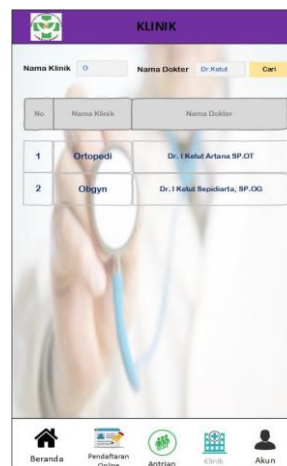 KLINIK
Nama Klinik O Nama Dokter Dr.Ketut Cari
No Nama Klinik Nama Dokter
1 Ortopedi Dr. I Ketut Artana SP.OT
2 Obgyn Dr. I Ketut Sepidiarta, SP.OG
Beranda Pendaftaran Online Antrian Klinik Akun